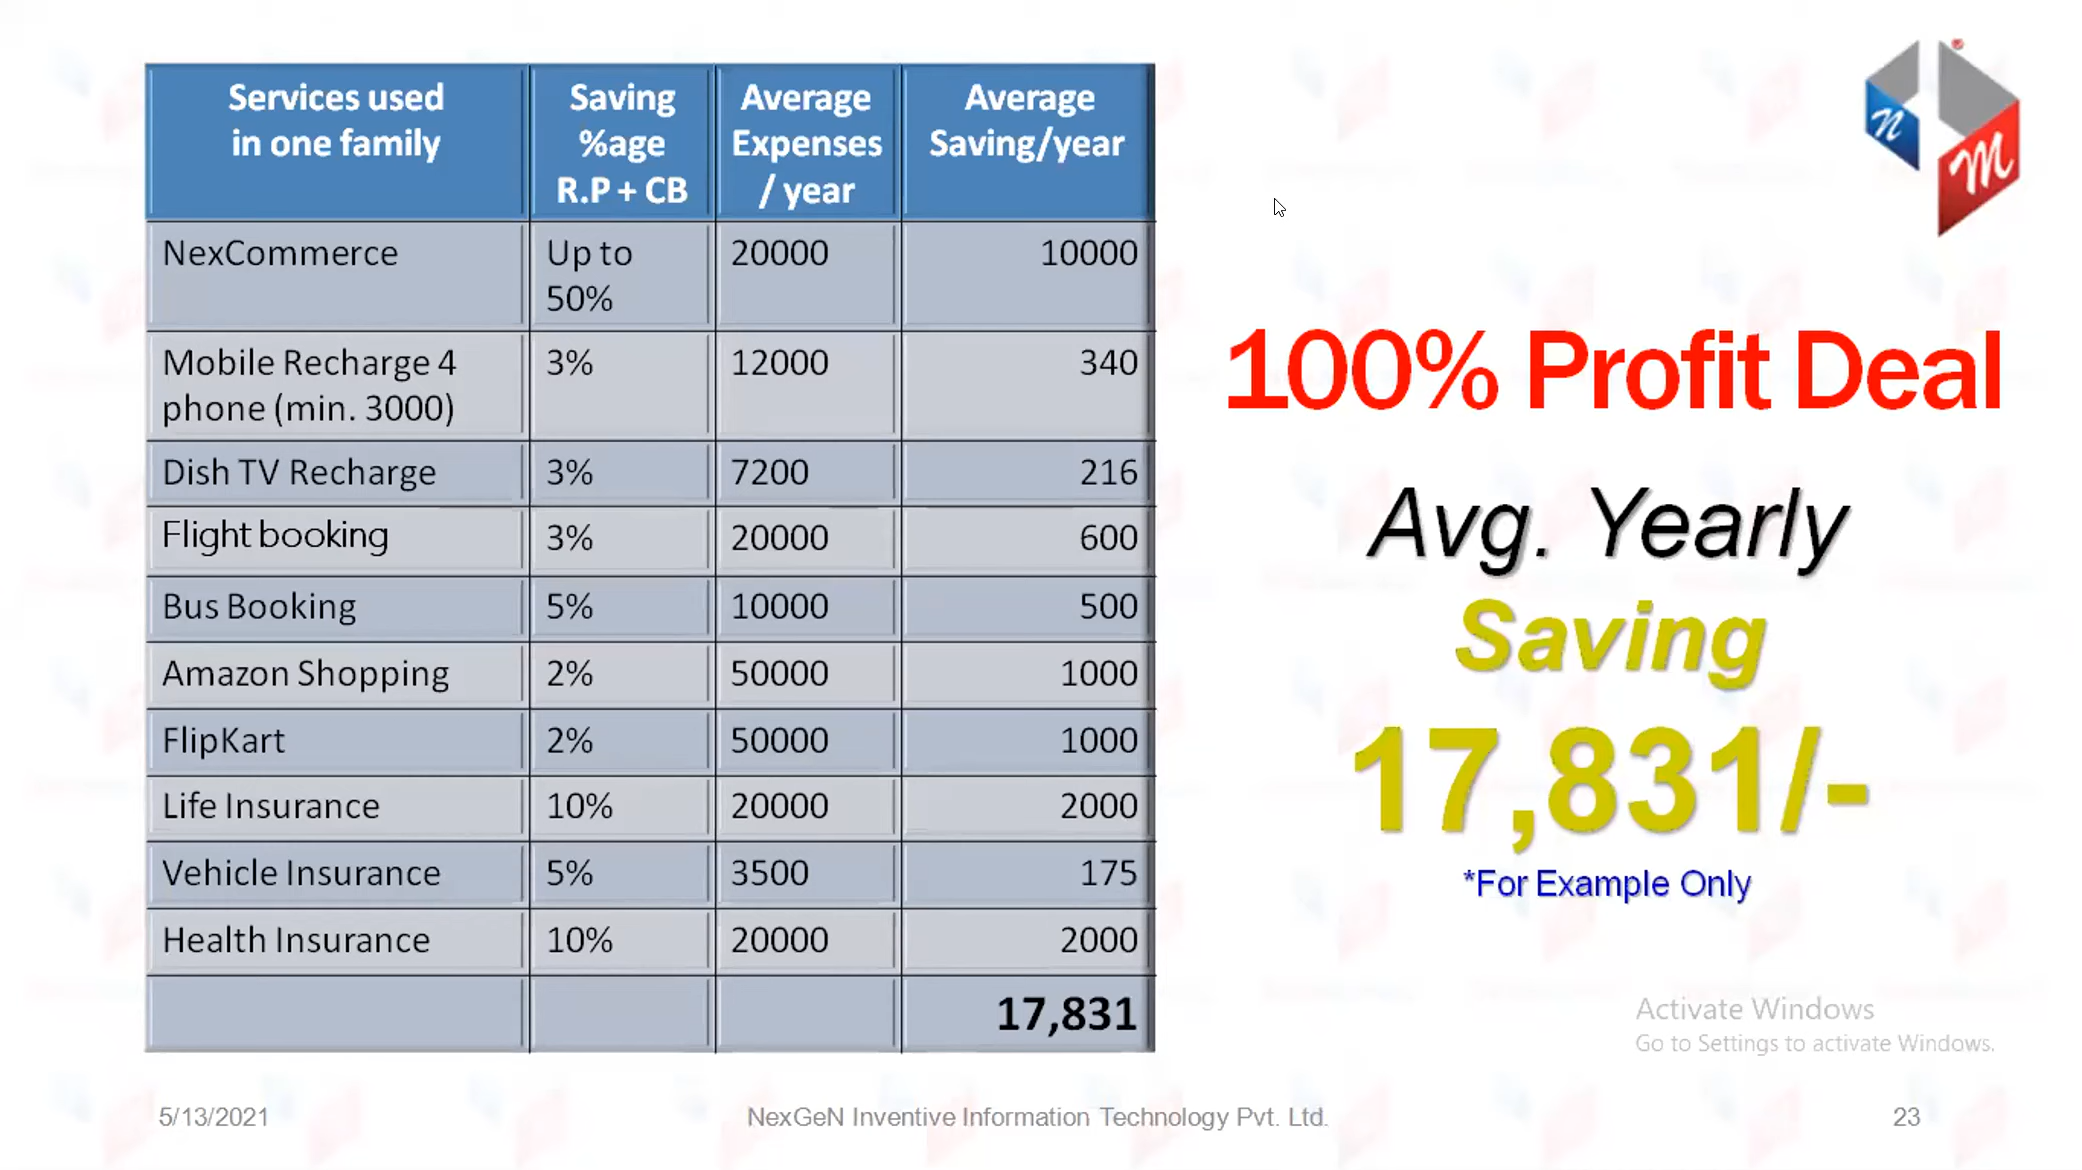 Services used
in one family
Saving
%age
R.P + CB
Average
Expenses
/ year
Average
Saving/year
NexCommerce
Up to
50%
20000
10000
Mobile Recharge 4
phone (min. 3000)
3%
12000
340
Dish TV Recharge
3%
7200
216
Flight booking
3%
20000
600
Bus Booking
5%
10000
500
Amazon Shopping
2%
50000
1000
FlipKart
2%
50000
1000
Life Insurance
10%
20000
2000
Vehicle Insurance
5%
3500
175
Health Insurance
10%
20000
2000
17,831
n
m
100% Profit Deal
Avg. Yearly
Saving
17,831/-
*For Example Only
Activate Windows
Go to Settings to activate Windows.
5/13/2021
NexGeN Inventive Information Technology Pvt. Ltd.
23